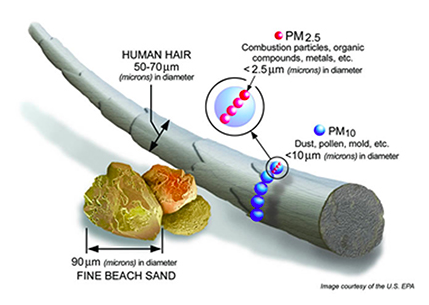 PM2.5
Combustion particles, organic
compounds, metals, etc.
<2.5µm (microns) in diameter
HUMAN HAIR
50-70µm
(microns) in diameter
PM10
Dust, pollen, mold, etc.
<10µm (microns) in diameter
90µm (microns) in diameter
FINE BEACH SAND
Image courtesy of the U.S. EPA